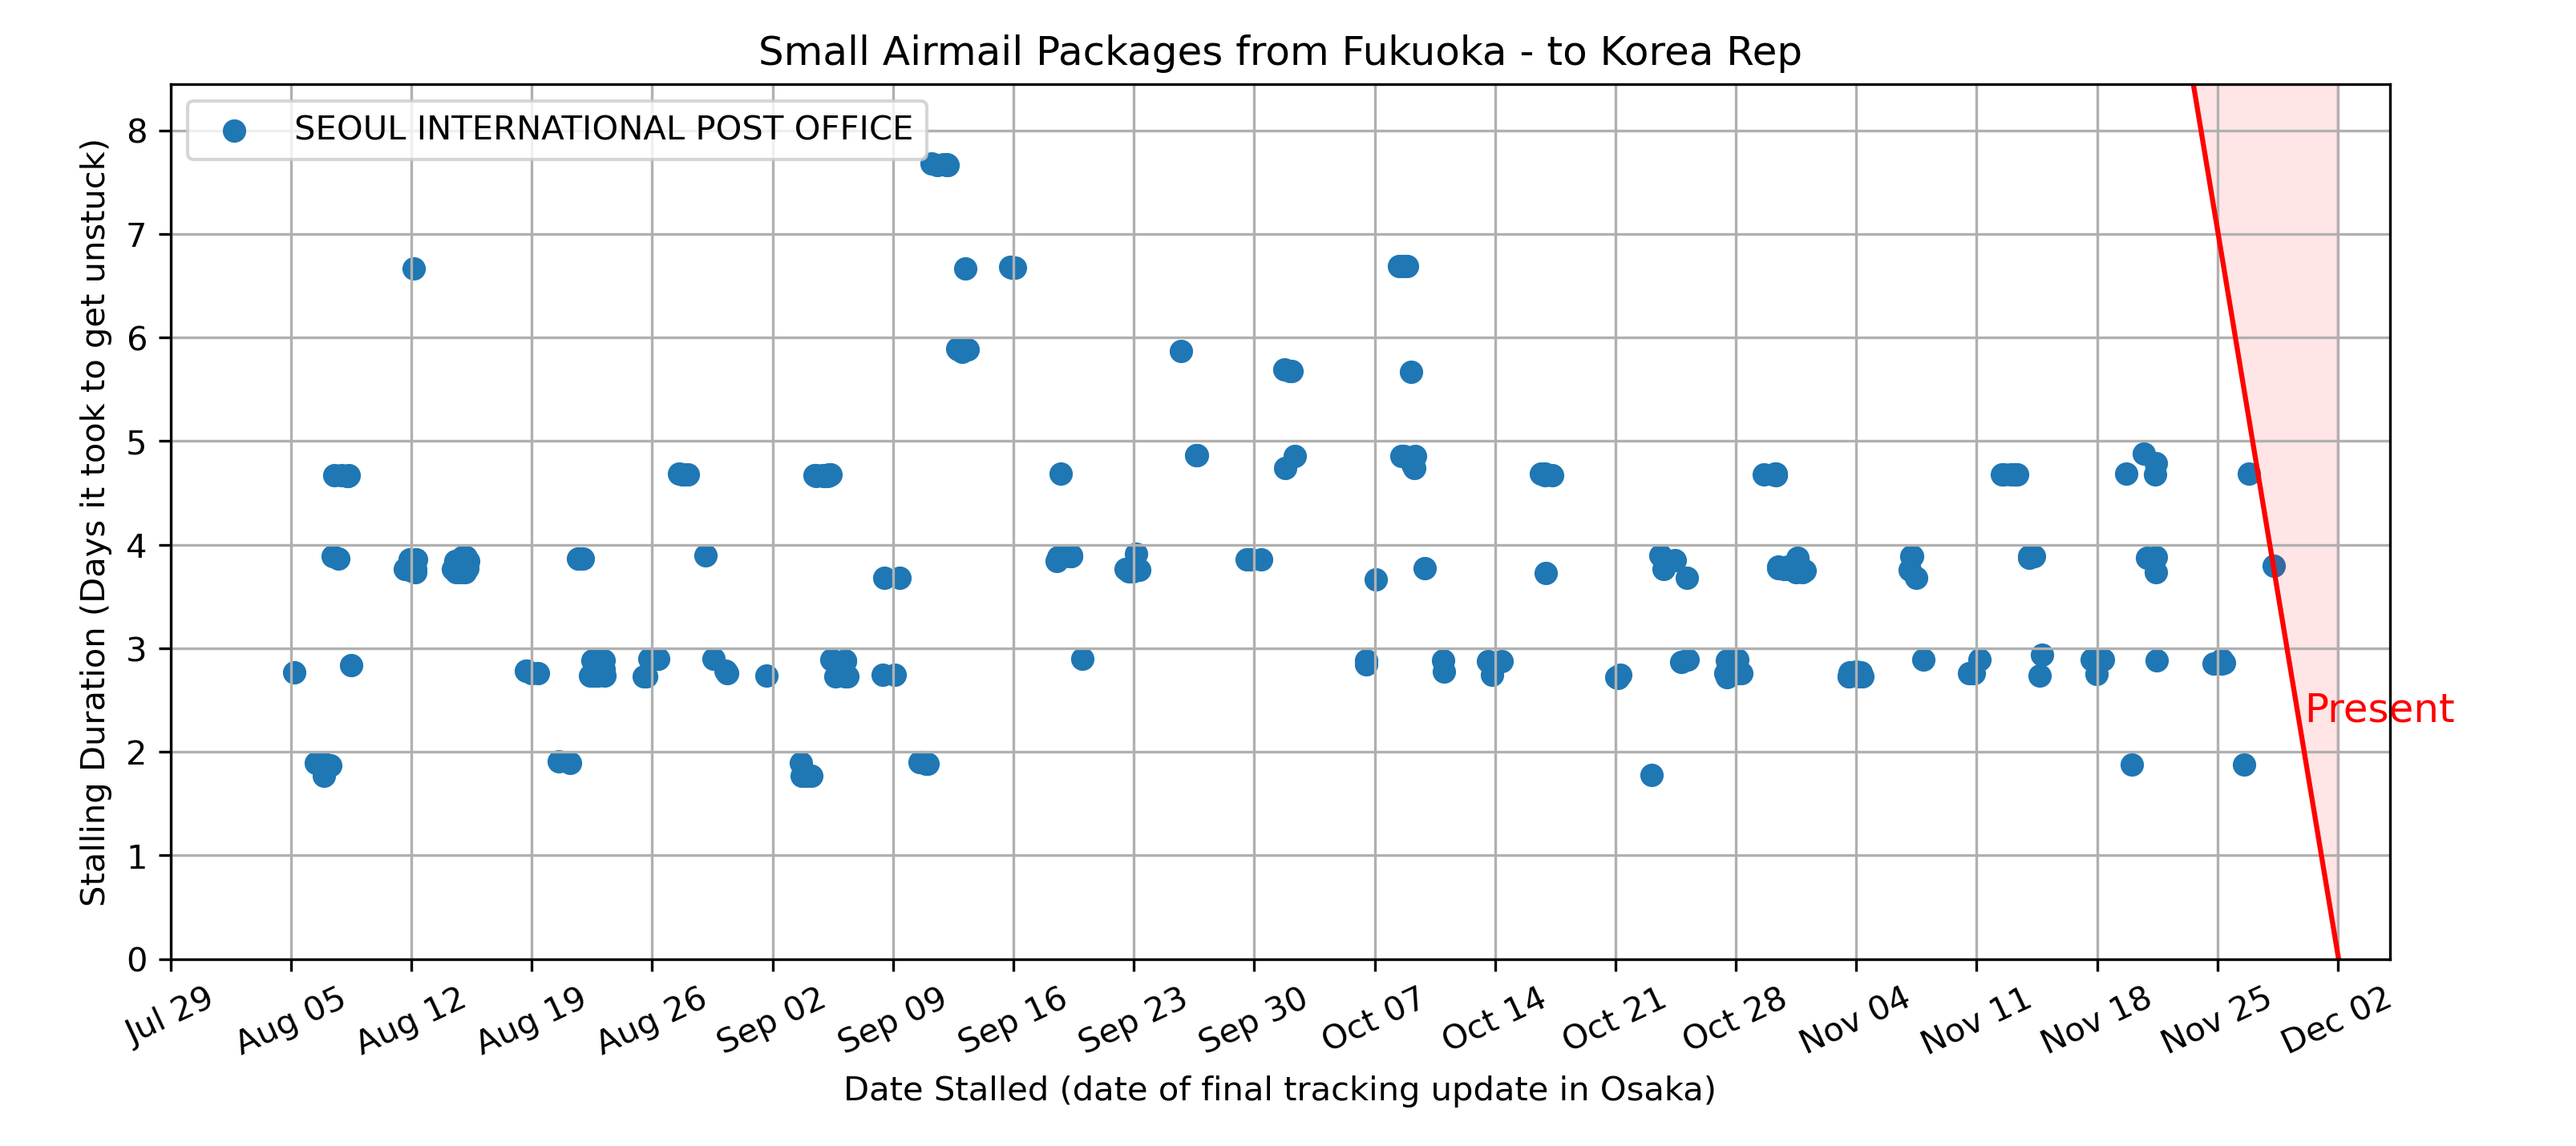 Small Airmail Packages from Fukuoka - to Korea Rep
SEOUL INTERNATIONAL POST OFFICE
Stalling Duration (Days it took to get unstuck)
8
7
6
5
4
3
2
1
0
Present
Jul 29
Aug 05
Aug 12
Aug 19
Aug 26
Sep 02
Sep 09
Sep 16
Sep 23
Sep 30
Oct 07
Oct 14
Oct 21
Oct 28
Nov 04
Nov 11
Nov 18
Nov 25
Dec 02
Date Stalled (date of final tracking update in Osaka)